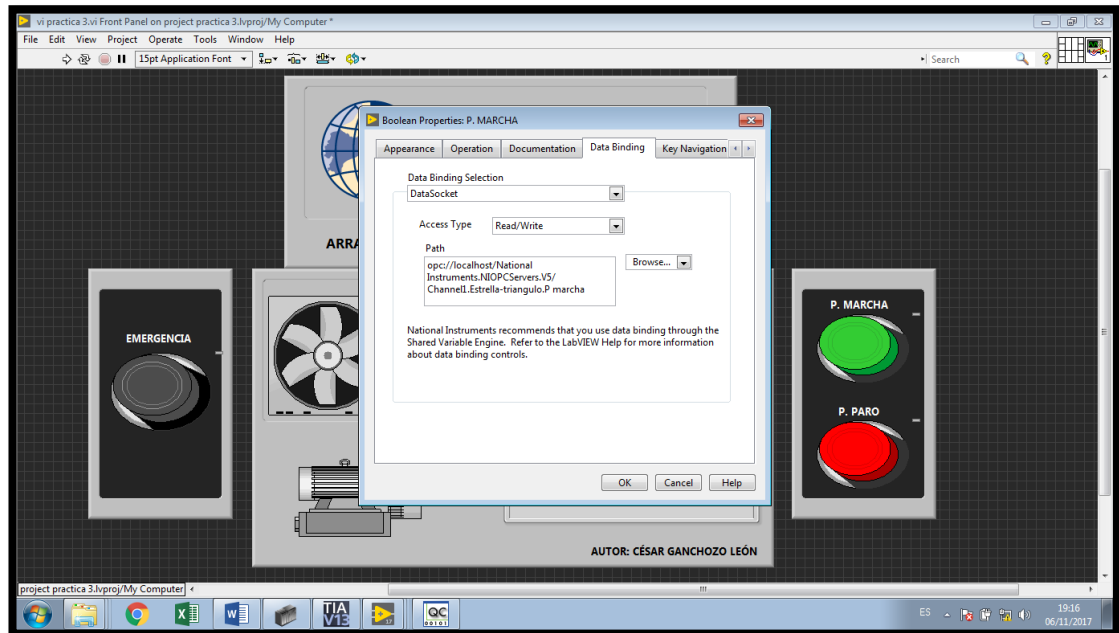 vi practica 3.vi Front Panel on project practica 3.lvproj/My Computer *
File Edit View Project Operate Tools Window Help
15pt Application Font
Search
Boolean Properties: P. MARCHA
Appearance Operation Documentation Data Binding Key Navigation
Data Binding Selection
DataSocket
Access Type Read/Write
Path
opc://localhost/National
Instruments.NIOPCServers.V5/
Channel1.Estrella-triangulo.P marcha
Browse...
National Instruments recommends that you use data binding through the
Shared Variable Engine. Refer to the LabVIEW Help for more information
about data binding controls.
OK Cancel Help
ARRA
EMERGENCIA
P. MARCHA
P. PARO
AUTOR: CÉSAR GANCHOZO LEÓN
project practica 3.lvproj/My Computer
TIA
V13
QC
ES
19:16
06/11/2017